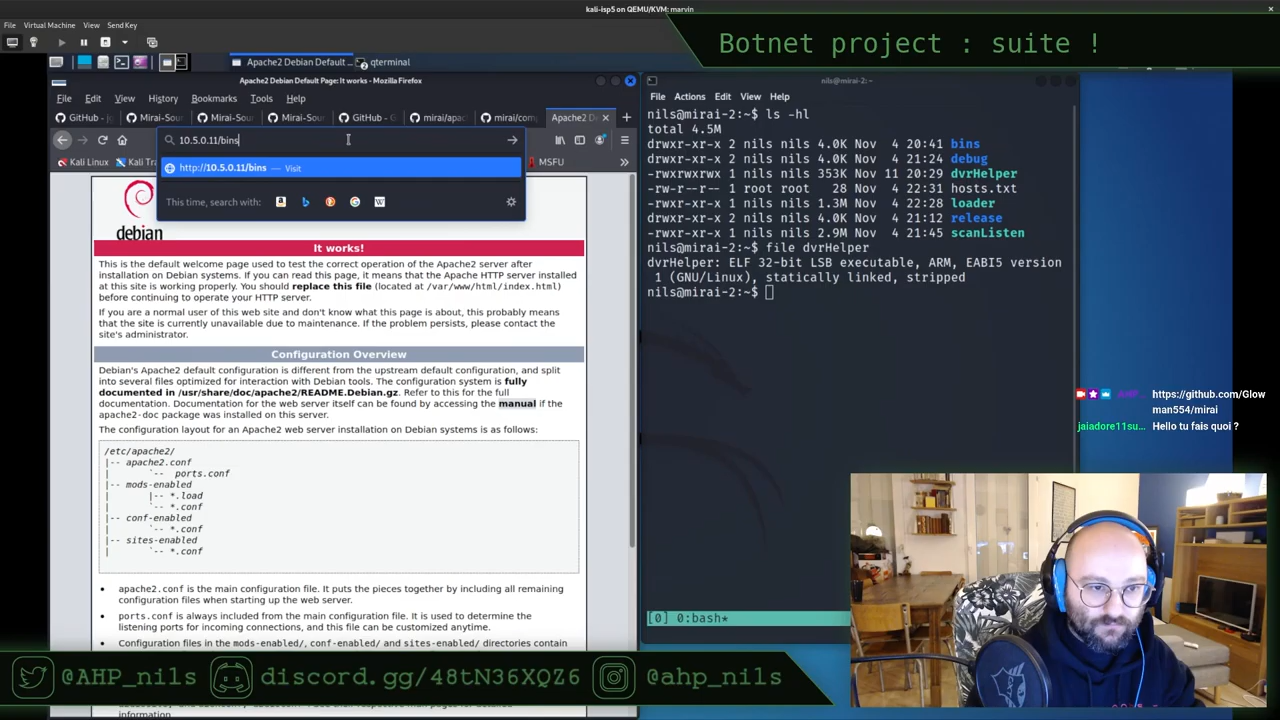 kali-isp5 on QEMU/KVM: marvin
File Virtual Machine View Send Key
Botnet project : suite !
Apache2 Debian Default ... qterminal
Apache2 Debian Default Page: It works - Mozilla Firefox
File Edit View History Bookmarks Tools Help
GitHub - j Mirai-Sou Mirai-Sou Mirai-Sou GitHub - G mirai/apac mirai/com Apache2 De
10.5.0.11/bins
Kali Linux Kali Tra MSFU
http://10.5.0.11/bins — Visit
This time, search with:
debian
It works!
This is the default welcome page used to test the correct operation of the Apache2 server after
installation on Debian systems. If you can read this page, it means that the Apache HTTP server installed
at this site is working properly. You should replace this file (located at /var/www/html/index.html)
before continuing to operate your HTTP server.
If you are a normal user of this web site and don't know what this page is about, this probably means
that the site is currently unavailable due to maintenance. If the problem persists, please contact the
site's administrator.
Configuration Overview
Debian's Apache2 default configuration is different from the upstream default configuration, and split
into several files optimized for interaction with Debian tools. The configuration system is fully
documented in /usr/share/doc/apache2/README.Debian.gz. Refer to this for the full
documentation. Documentation for the web server itself can be found by accessing the manual if the
apache2-doc package was installed on this server.
The configuration layout for an Apache2 web server installation on Debian systems is as follows:
/etc/apache2/
|-- apache2.conf
|       `--  ports.conf
|-- mods-enabled
|       |-- *.load
|       `-- *.conf
|-- conf-enabled
|       `-- *.conf
|-- sites-enabled
|       `-- *.conf
• apache2.conf is the main configuration file. It puts the pieces together by including all remaining
configuration files when starting up the web server.
• ports.conf is always included from the main configuration file. It is used to determine the
listening ports for incoming connections, and this file can be customized anytime.
• Configuration files in the mods-enabled/, conf-enabled/ and sites-enabled/ directories contain
information.
nils@mirai-2:~
File Actions Edit View Help
nils@mirai-2:~$ ls -hl
total 4.5M
drwxr-xr-x 2 nils nils 4.0K Nov  4 20:41 bins
drwxr-xr-x 2 nils nils 4.0K Nov  4 21:24 debug
-rwxrwxrwx 1 nils nils 353K Nov 11 20:29 dvrHelper
-rw-r--r-- 1 root root   28 Nov  4 22:31 hosts.txt
-rwxr-xr-x 1 nils nils 1.3M Nov  4 22:28 loader
drwxr-xr-x 2 nils nils 4.0K Nov  4 21:12 release
-rwxr-xr-x 1 nils nils 2.9M Nov  4 21:45 scanListen
nils@mirai-2:~$ file dvrHelper
dvrHelper: ELF 32-bit LSB executable, ARM, EABI5 version
1 (GNU/Linux), statically linked, stripped
nils@mirai-2:~$
[0] 0:bash*
https://github.com/Glow
man554/mirai
jaiadore11su... Hello tu fais quoi ?
@AHP_nils discord.gg/48tN36XQZ6 @ahp_nils